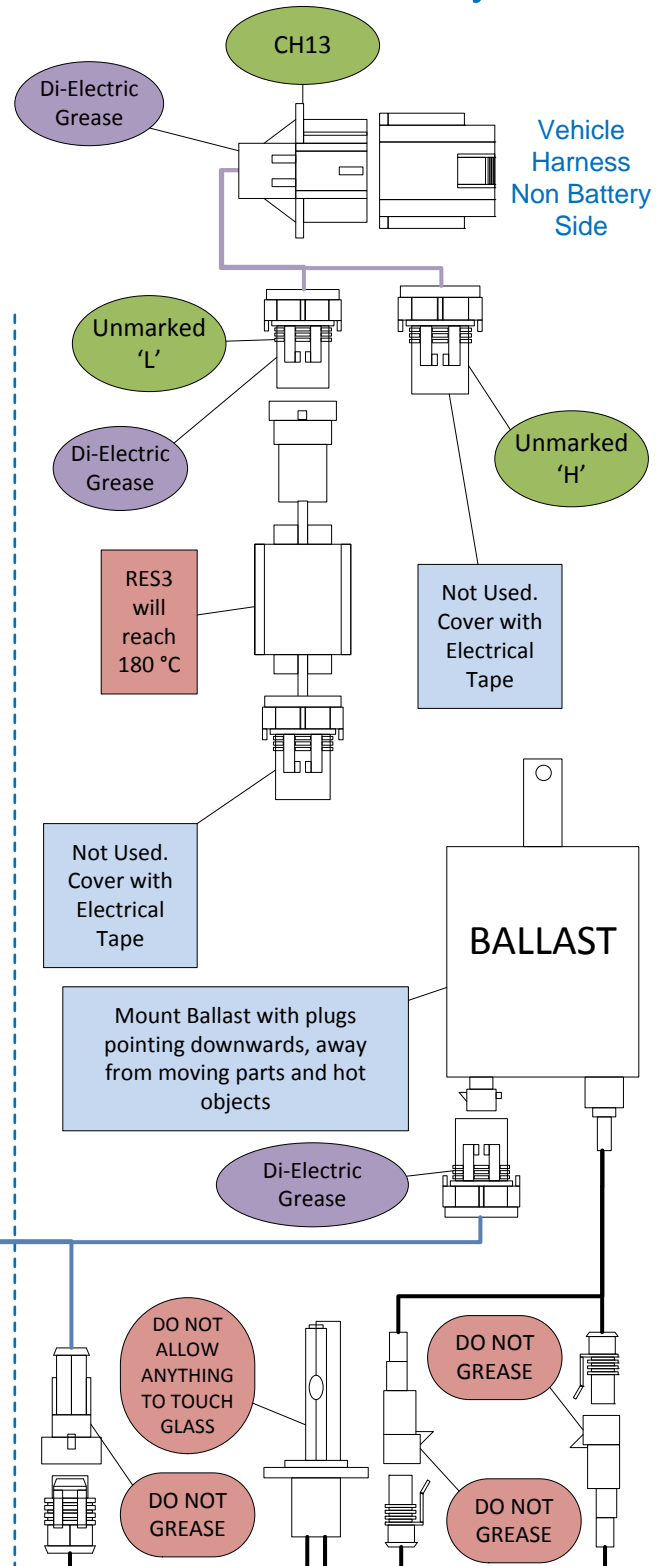 CH13
Di-Electric
Grease
Vehicle
Harness
Non Battery
Side
Unmarked
'L'
Di-Electric
Grease
Unmarked
'H'
RES3
will
reach
180 °C
Not Used.
Cover with
Electrical
Tape
Not Used.
Cover with
Electrical
Tape
BALLAST
Mount Ballast with plugs
pointing downwards, away
from moving parts and hot
objects
Di-Electric
Grease
DO NOT
ALLOW
ANYTHING
TO TOUCH
GLASS
DO NOT
GREASE
DO NOT
GREASE
DO NOT
GREASE